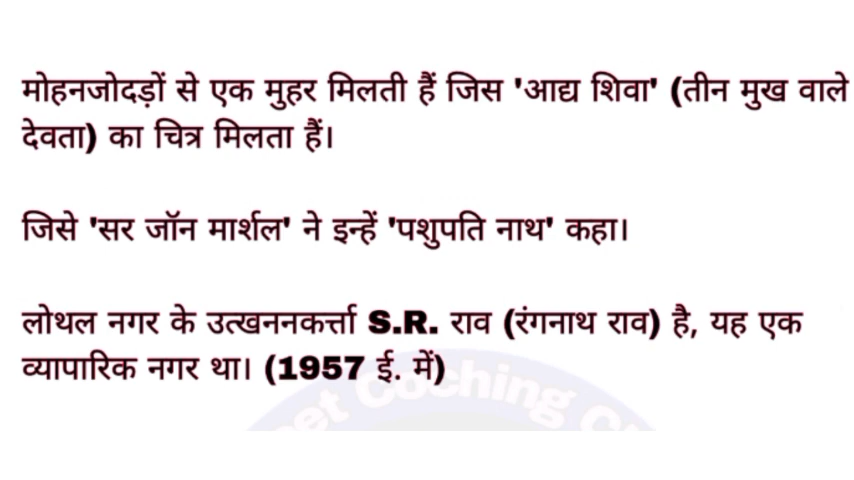 मोहनजोदड़ों से एक मुहर मिलती हैं जिस 'आद्य शिवा' (तीन मुख वाले
देवता) का चित्र मिलता हैं।
जिसे 'सर जॉन मार्शल' ने इन्हें 'पशुपति नाथ' कहा।
लोथल नगर के उत्खननकर्त्ता S.R. राव (रंगनाथ राव) है, यह एक
व्यापारिक नगर था। (1957 ई. में)
Coching